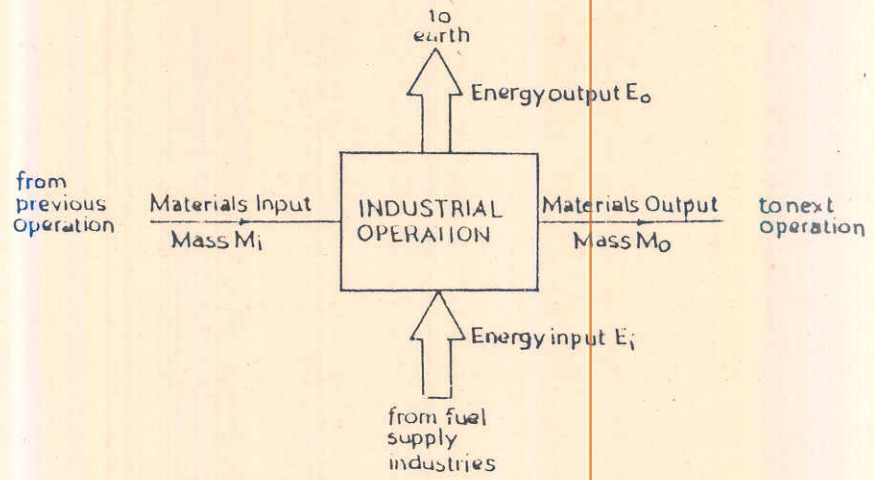 to
earth
Energy output Eₒ
from
previous
operation
Materials Input
Mass Mᵢ
INDUSTRIAL
OPERATION
Materials Output
Mass Mₒ
to next
operation
Energy input Eᵢ
from fuel
supply
industries